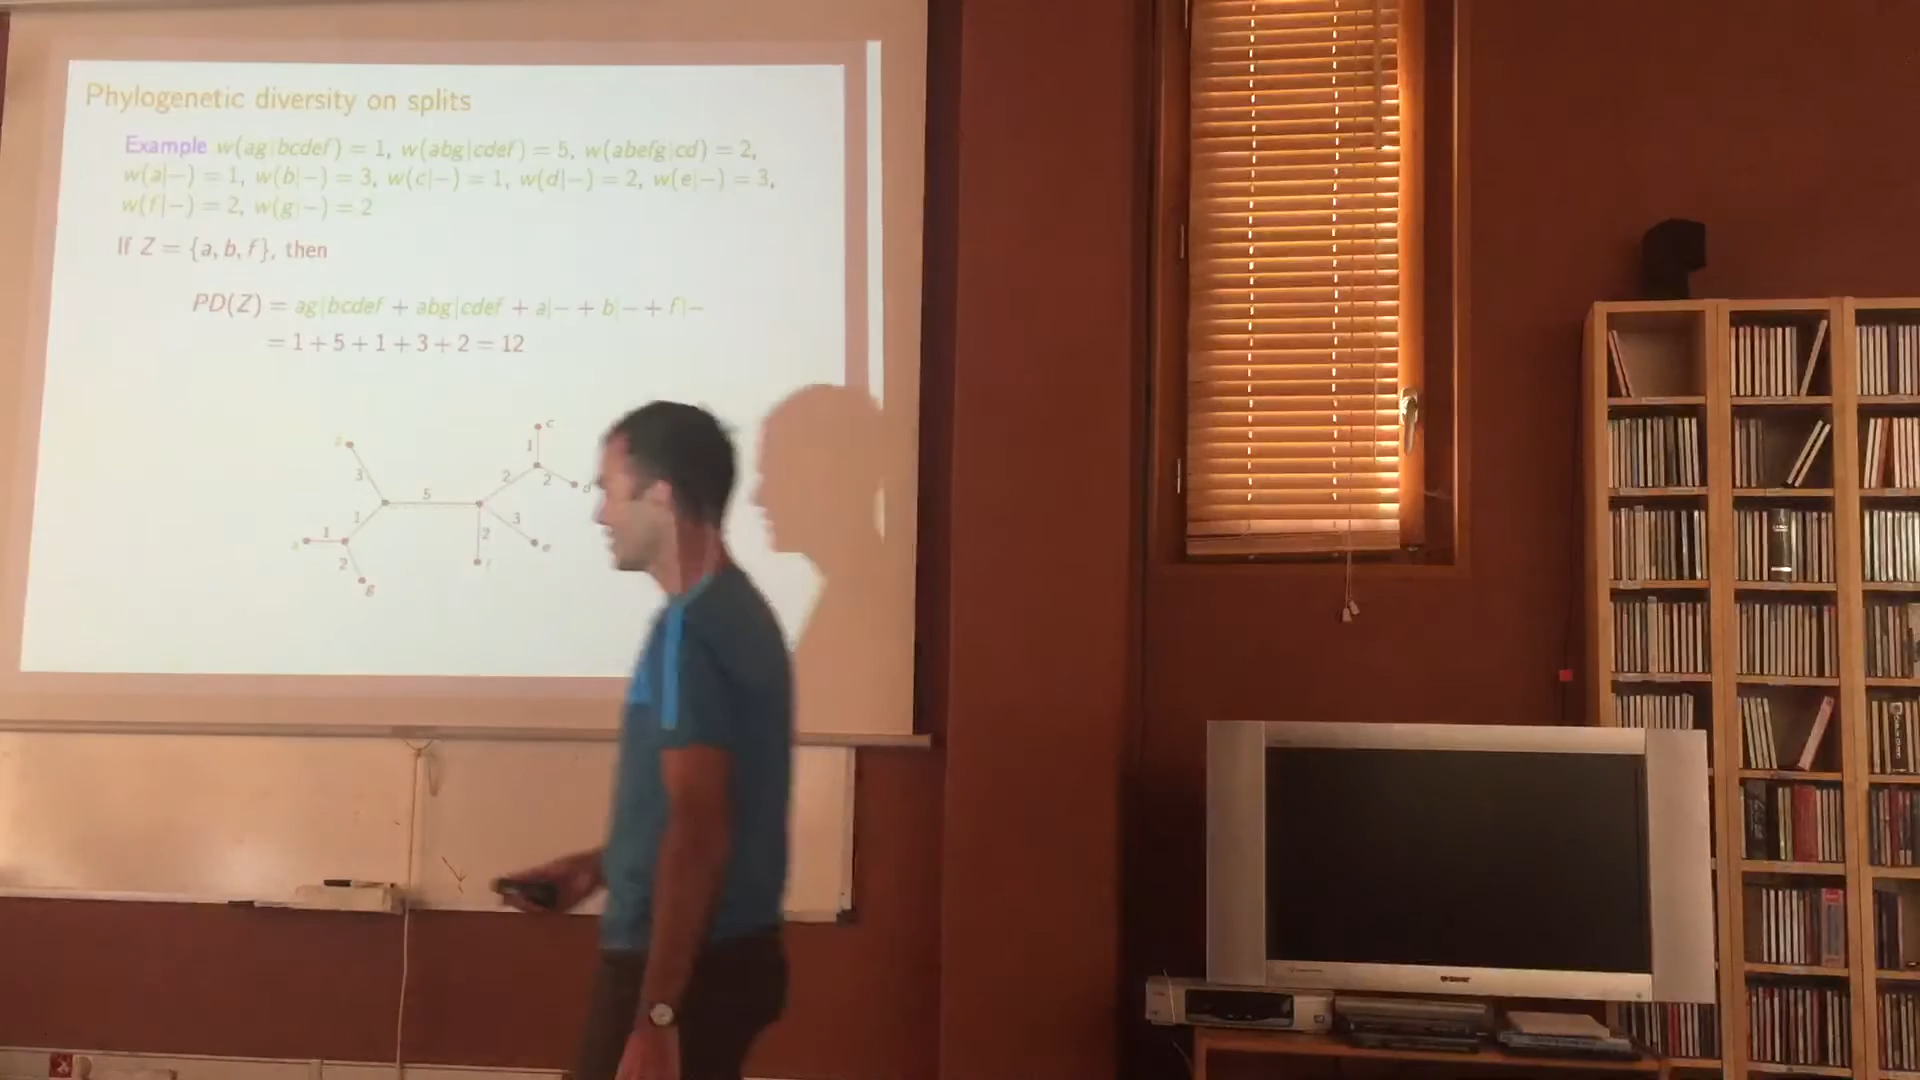 Phylogenetic diversity on splits
Example w(ag|bcdef) = 1, w(abg|cdef) = 5, w(abefg|cd) = 2,
w(a|−) = 1, w(b|−) = 3, w(c|−) = 1, w(d|−) = 2, w(e|−) = 3,
w(f|−) = 2, w(g|−) = 2
If Z = {a, b, f}, then
PD(Z) = ag|bcdef + abg|cdef + a|− + b|− + f|−
= 1 + 5 + 1 + 3 + 2 = 12
c
1
3
2
2
d
5
1
3
1
2
e
2
g